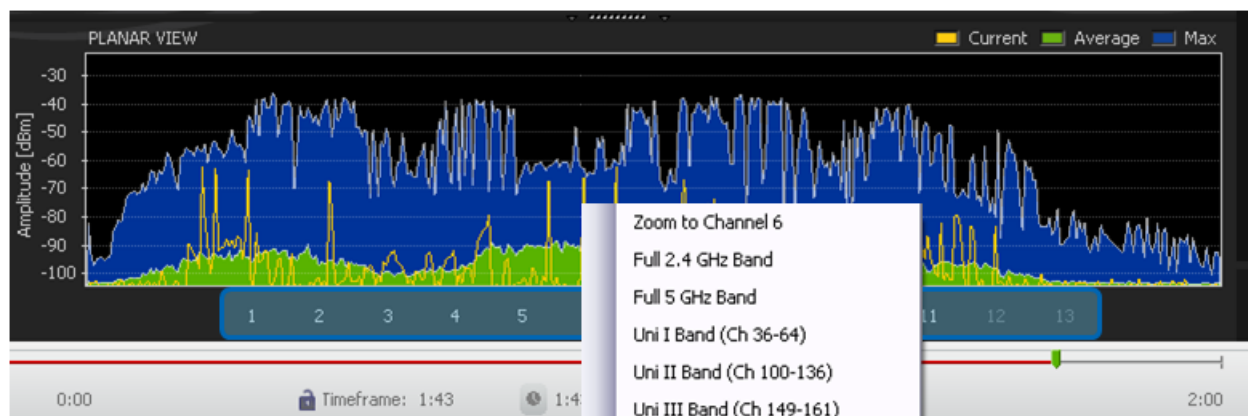 PLANAR VIEW
Current Average Max
Amplitude [dBm]
-30
-40
-50
-60
-70
-80
-90
-100
1 2 3 4 5 11 12 13
Zoom to Channel 6
Full 2.4 GHz Band
Full 5 GHz Band
Uni I Band (Ch 36-64)
Uni II Band (Ch 100-136)
Uni III Band (Ch 149-161)
0:00 Timeframe: 1:43 2:00